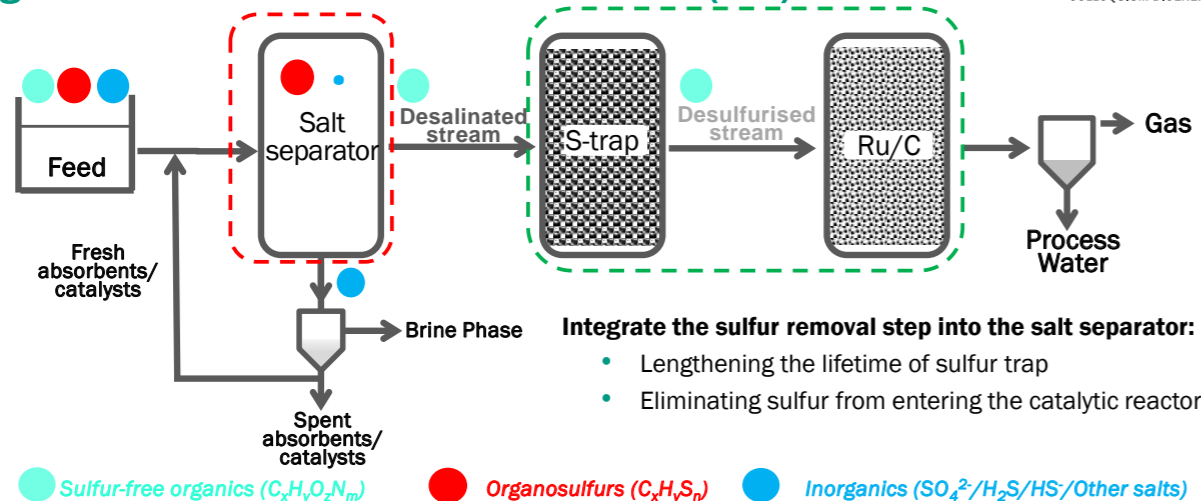 Feed
Salt
separator
Desalinated
stream
S-trap
Desulfurised
stream
Ru/C
Gas
Process
Water
Fresh
absorbents/
catalysts
Brine Phase
Spent
absorbents/
catalysts
Integrate the sulfur removal step into the salt separator:
• Lengthening the lifetime of sulfur trap
• Eliminating sulfur from entering the catalytic reactor
Sulfur-free organics (CₓHᵧO_zNₘ)
Organosulfurs (CₓHᵧSₙ)
Inorganics (SO₄²⁻/H₂S/HS⁻/Other salts)